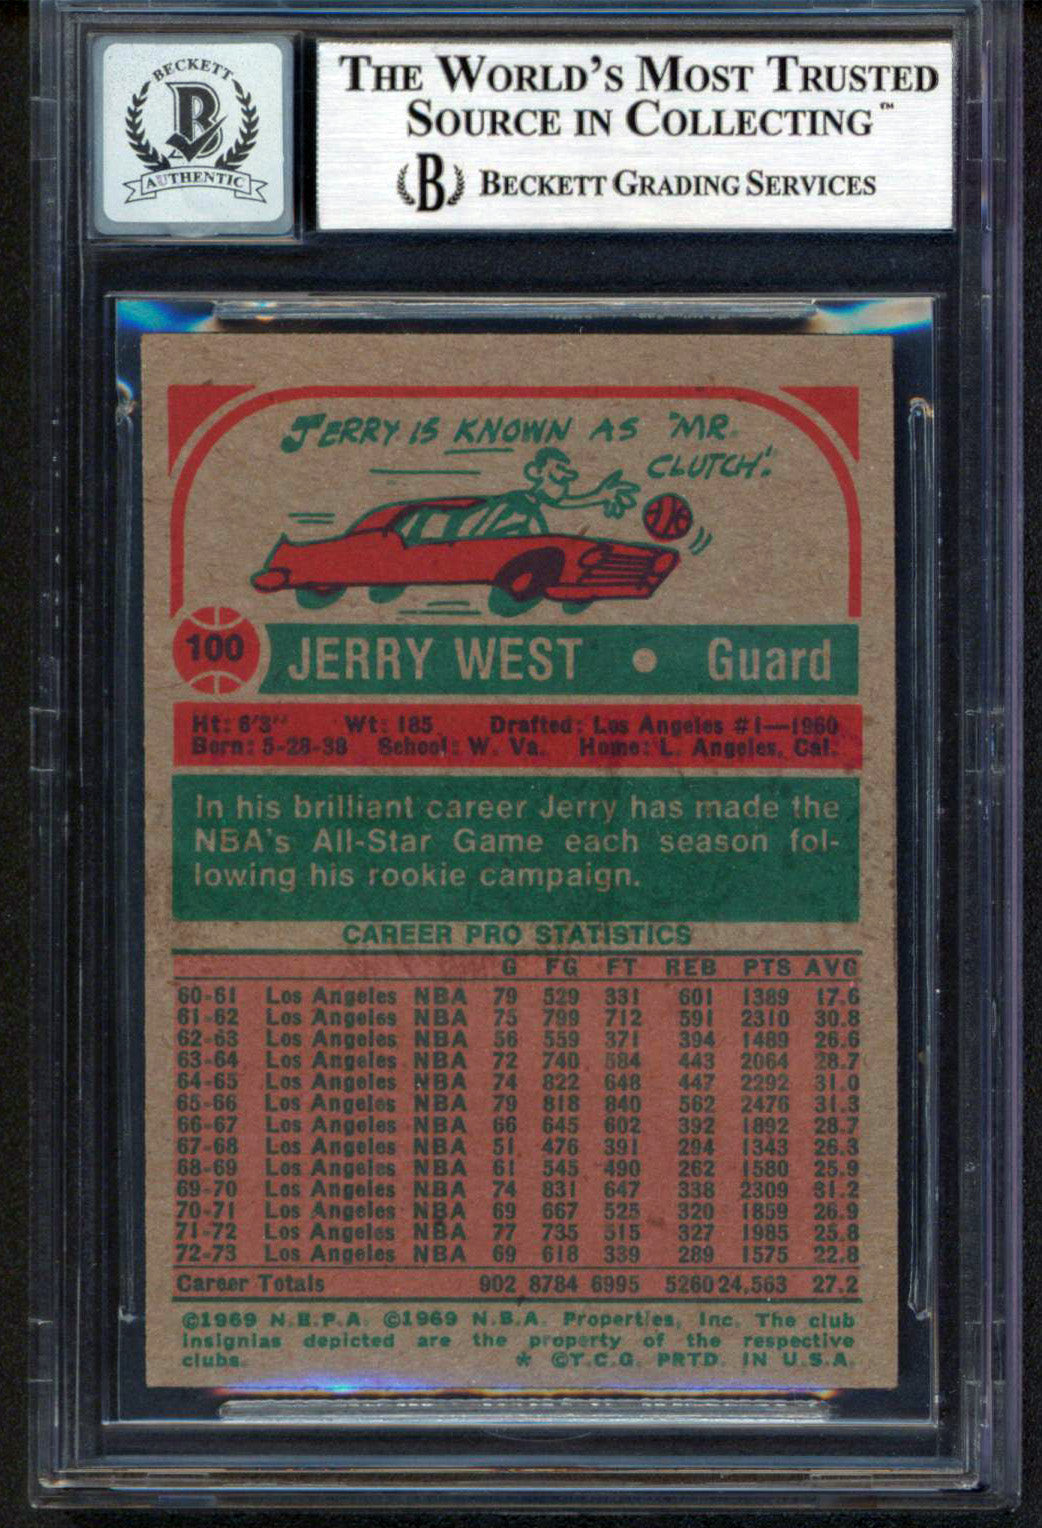 BECKETT
B
AUTHENTIC
THE WORLD'S MOST TRUSTED
SOURCE IN COLLECTING™
B BECKETT GRADING SERVICES
JERRY IS KNOWN AS "MR.
CLUTCH".
100 JERRY WEST • Guard
Ht: 6'3" Wt: 185 Drafted: Los Angeles #1—1960
Born: 5-28-38 School: W. Va. Home: L. Angeles, Cal.
In his brilliant career Jerry has made the
NBA's All-Star Game each season fol-
lowing his rookie campaign.
CAREER PRO STATISTICS
G FG FT REB PTS AVG
60-61 Los Angeles NBA 79 529 331 601 1389 17.6
61-62 Los Angeles NBA 75 799 712 591 2310 30.8
62-63 Los Angeles NBA 56 559 371 394 1489 26.6
63-64 Los Angeles NBA 72 740 584 443 2064 28.7
64-65 Los Angeles NBA 74 822 648 447 2292 31.0
65-66 Los Angeles NBA 79 818 840 562 2476 31.3
66-67 Los Angeles NBA 66 645 602 392 1892 28.7
67-68 Los Angeles NBA 51 476 391 294 1343 26.3
68-69 Los Angeles NBA 61 545 490 262 1580 25.9
69-70 Los Angeles NBA 74 831 647 338 2309 31.2
70-71 Los Angeles NBA 69 667 525 320 1859 26.9
71-72 Los Angeles NBA 77 735 515 327 1985 25.8
72-73 Los Angeles NBA 69 618 339 289 1575 22.8
Career Totals 902 8784 6995 5260 24,563 27.2
©1969 N.B.P.A. ©1969 N.B.A. Properties, Inc. The club
insignias depicted are the property of the respective
clubs. * ©T.C.G. PRTD. IN U.S.A.